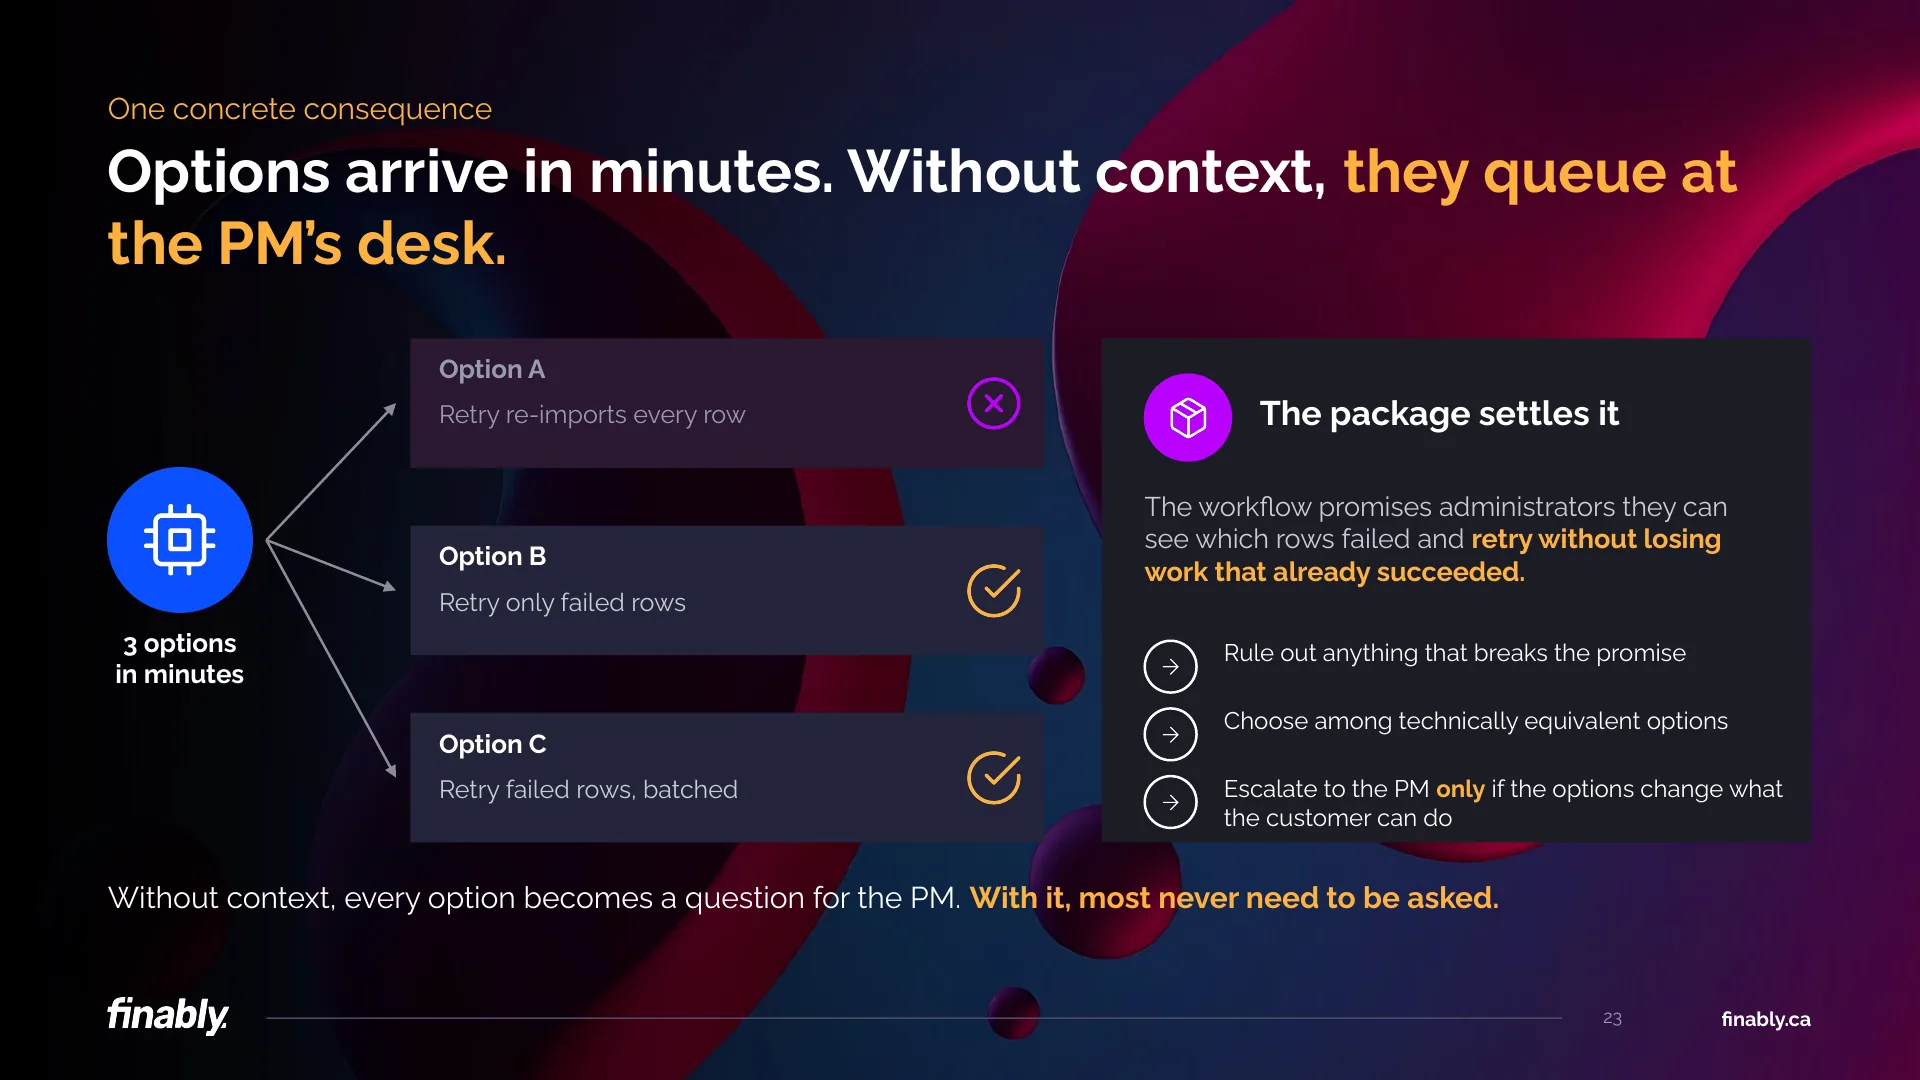 One concrete consequence
Options arrive in minutes. Without context, they queue at
the PM’s desk.
3 options
in minutes
Option A
Retry re-imports every row
Option B
Retry only failed rows
Option C
Retry failed rows, batched
The package settles it
The workflow promises administrators they can
see which rows failed and retry without losing
work that already succeeded.
Rule out anything that breaks the promise
Choose among technically equivalent options
Escalate to the PM only if the options change what
the customer can do
Without context, every option becomes a question for the PM. With it, most never need to be asked.
finably.
23
finably.ca